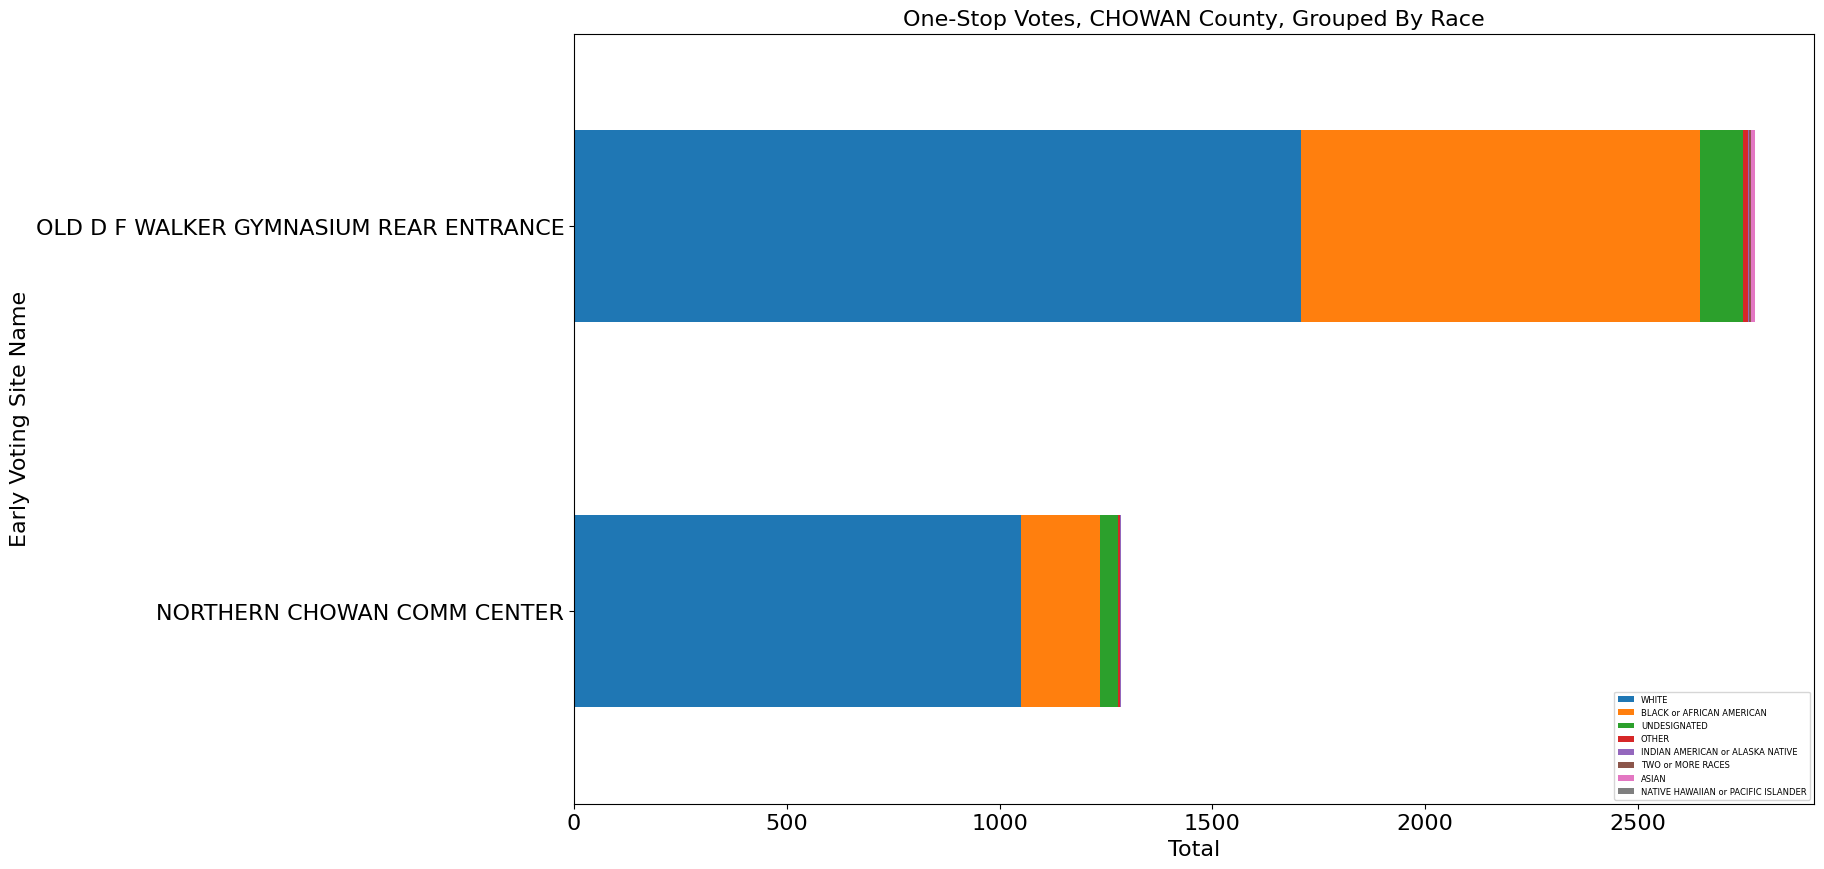 One-Stop Votes, CHOWAN County, Grouped By Race
Early Voting Site Name
OLD D F WALKER GYMNASIUM REAR ENTRANCE
NORTHERN CHOWAN COMM CENTER
WHITE
BLACK or AFRICAN AMERICAN
UNDESIGNATED
OTHER
INDIAN AMERICAN or ALASKA NATIVE
TWO or MORE RACES
ASIAN
NATIVE HAWAIIAN or PACIFIC ISLANDER
0 500 1000 1500 2000 2500
Total